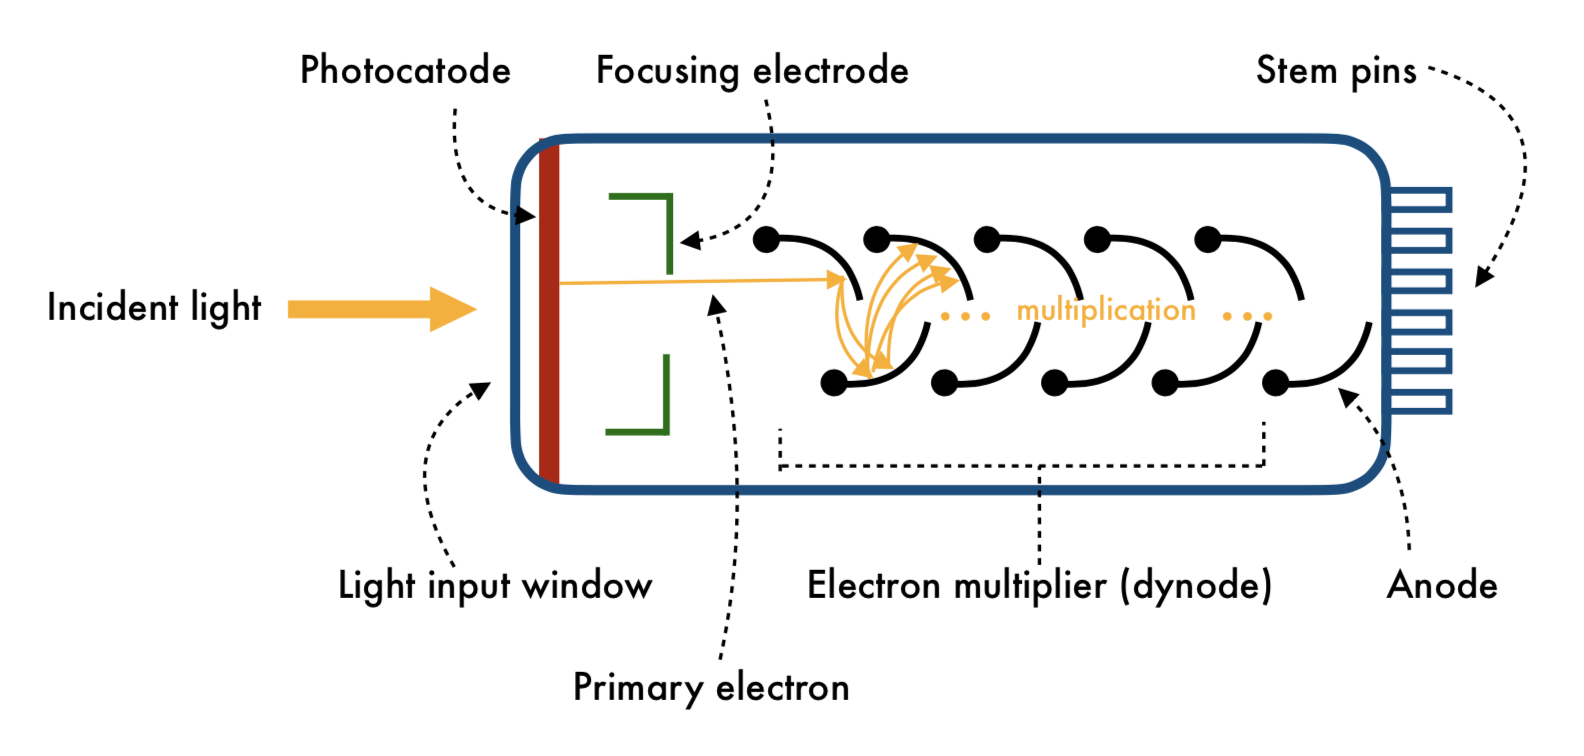 Photocatode
Focusing electrode
Stem pins
Incident light
• • • multiplication • • •
Light input window
Electron multiplier (dynode)
Anode
Primary electron